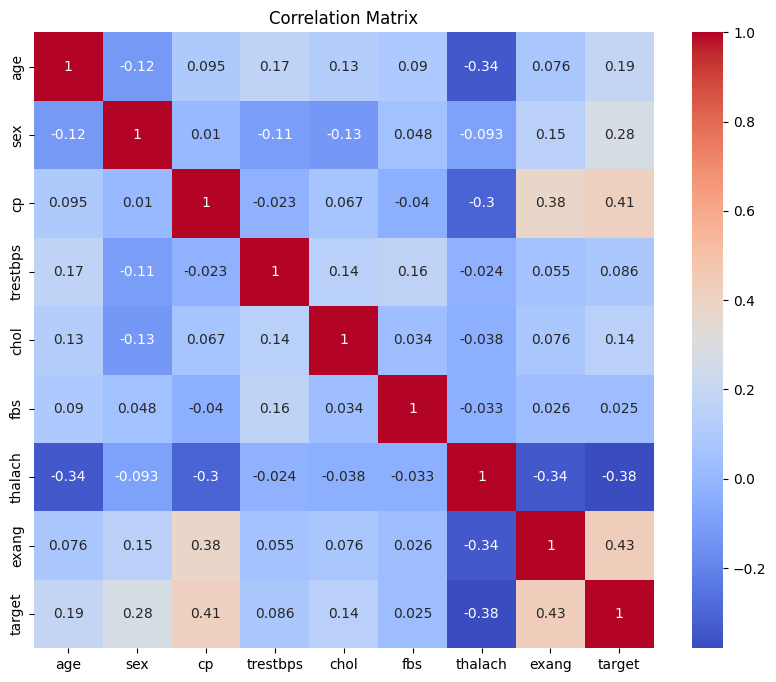 Correlation Matrix
age 1 -0.12 0.095 0.17 0.13 0.09 -0.34 0.076 0.19
sex -0.12 1 0.01 -0.11 -0.13 0.048 -0.093 0.15 0.28
cp 0.095 0.01 1 -0.023 0.067 -0.04 -0.3 0.38 0.41
trestbps 0.17 -0.11 -0.023 1 0.14 0.16 -0.024 0.055 0.086
chol 0.13 -0.13 0.067 0.14 1 0.034 -0.038 0.076 0.14
fbs 0.09 0.048 -0.04 0.16 0.034 1 -0.033 0.026 0.025
thalach -0.34 -0.093 -0.3 -0.024 -0.038 -0.033 1 -0.34 -0.38
exang 0.076 0.15 0.38 0.055 0.076 0.026 -0.34 1 0.43
target 0.19 0.28 0.41 0.086 0.14 0.025 -0.38 0.43 1
age sex cp trestbps chol fbs thalach exang target
1.0
0.8
0.6
0.4
0.2
0.0
−0.2